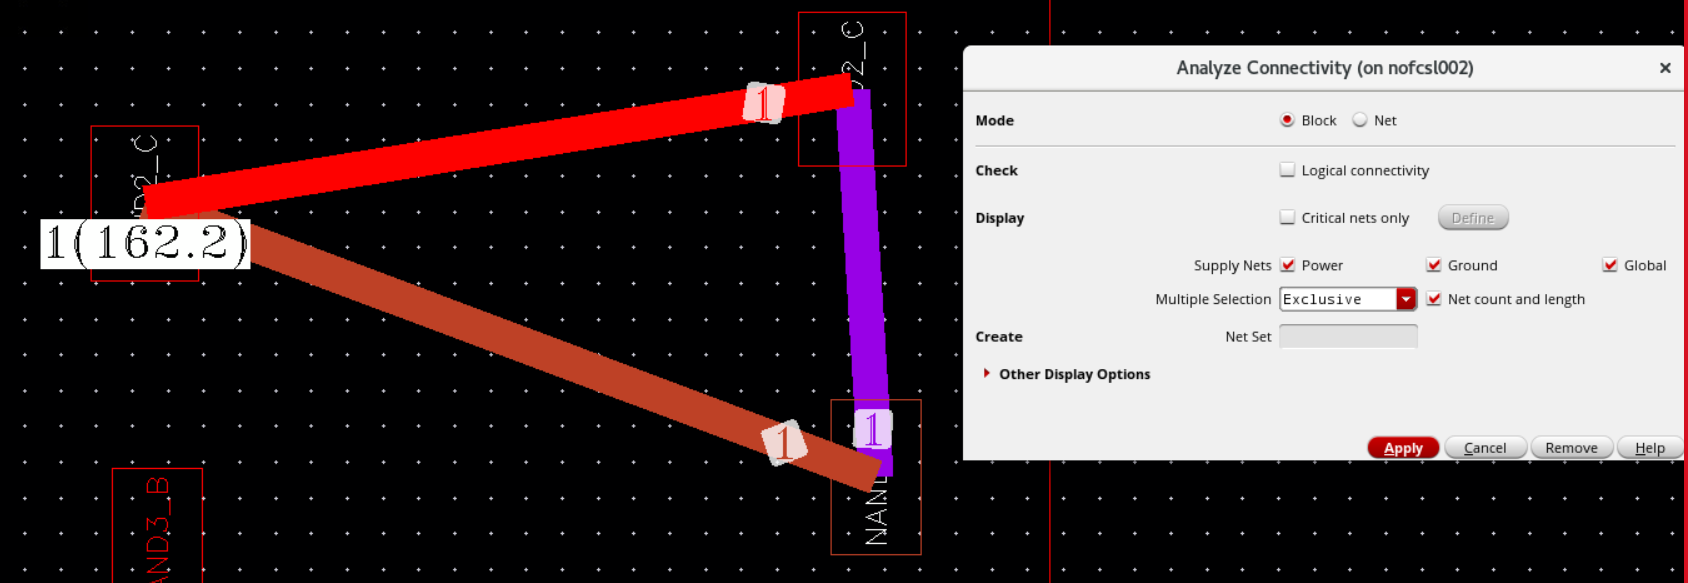 D2_C
1
ND2_C
1(162.2)
1
1
NAND
AND3_B
Analyze Connectivity (on nofcsl002)
Mode
Block
Net
Check
Logical connectivity
Display
Critical nets only
Define
Supply Nets
Power
Ground
Global
Multiple Selection
Exclusive
Net count and length
Create
Net Set
Other Display Options
Apply
Cancel
Remove
Help